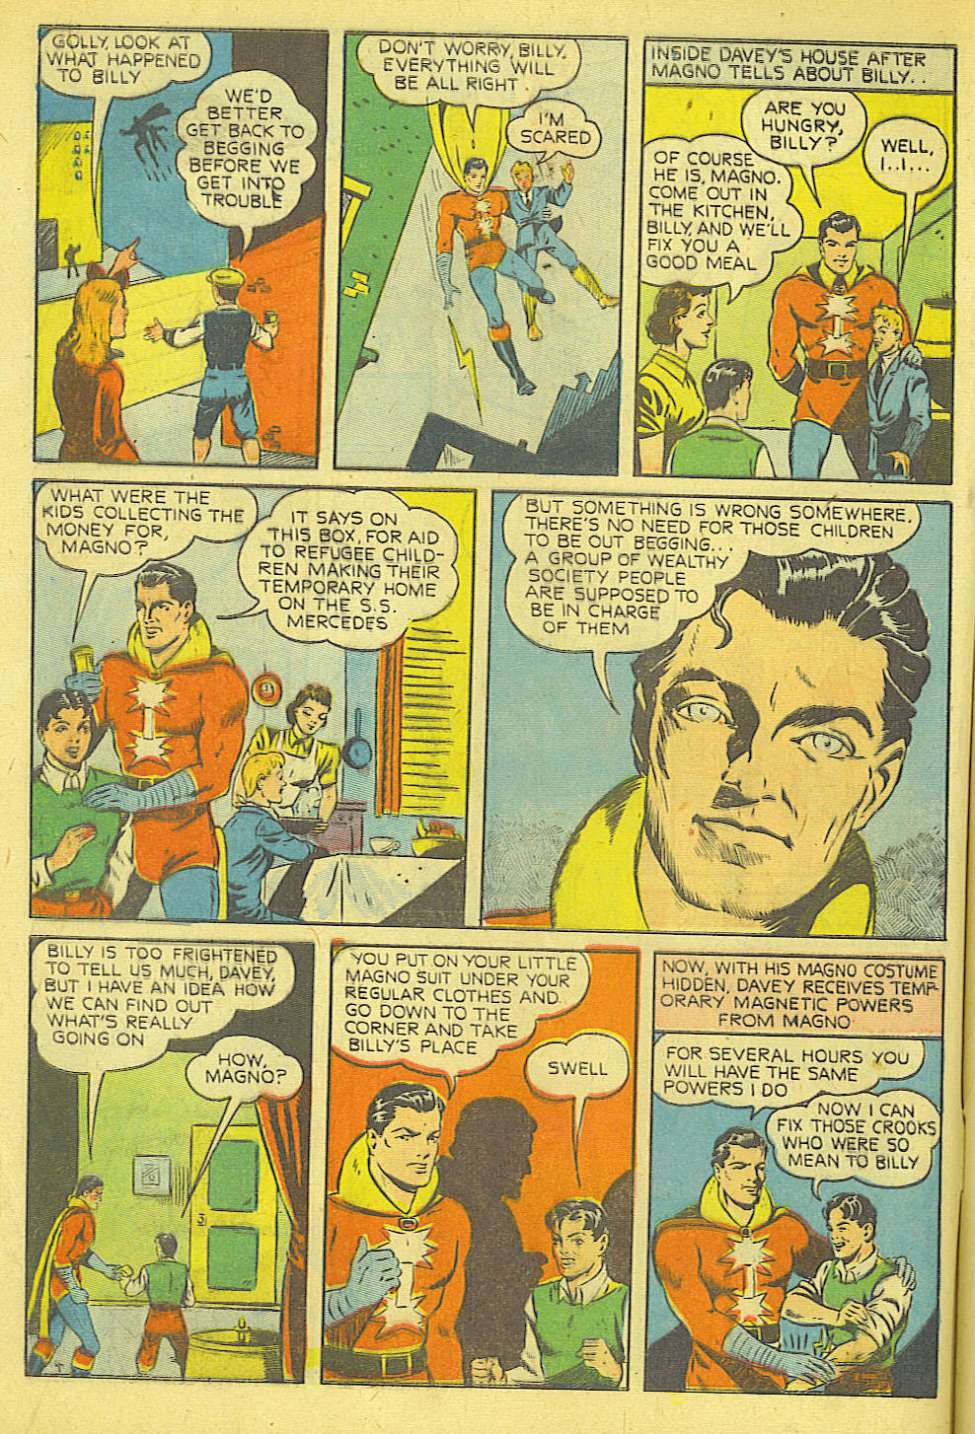 GOLLY, LOOK AT
WHAT HAPPENED
TO BILLY
WE'D
BETTER
GET BACK TO
BEGGING
BEFORE WE
GET INTO
TROUBLE
DON'T WORRY, BILLY,
EVERYTHING WILL
BE ALL RIGHT.
I'M
SCARED
INSIDE DAVEY'S HOUSE AFTER
MAGNO TELLS ABOUT BILLY..
ARE YOU
HUNGRY,
BILLY?
WELL,
I..I...
OF COURSE
HE IS, MAGNO.
COME OUT IN
THE KITCHEN,
BILLY, AND WE'LL
FIX YOU A
GOOD MEAL
WHAT WERE THE
KIDS COLLECTING THE
MONEY FOR,
MAGNO?
IT SAYS ON
THIS BOX, FOR AID
TO REFUGEE CHIL-
DREN MAKING THEIR
TEMPORARY HOME
ON THE S.S.
MERCEDES
BUT SOMETHING IS WRONG SOMEWHERE,
THERE'S NO NEED FOR THOSE CHILDREN
TO BE OUT BEGGING...
A GROUP OF WEALTHY
SOCIETY PEOPLE
ARE SUPPOSED TO
BE IN CHARGE
OF THEM
BILLY IS TOO FRIGHTENED
TO TELL US MUCH, DAVEY,
BUT I HAVE AN IDEA HOW
WE CAN FIND OUT
WHAT'S REALLY
GOING ON
HOW,
MAGNO?
YOU PUT ON YOUR LITTLE
MAGNO SUIT UNDER YOUR
REGULAR CLOTHES AND
GO DOWN TO THE
CORNER AND TAKE
BILLY'S PLACE
SWELL
NOW, WITH HIS MAGNO COSTUME
HIDDEN, DAVEY RECEIVES TEMP-
ORARY MAGNETIC POWERS
FROM MAGNO
FOR SEVERAL HOURS YOU
WILL HAVE THE SAME
POWERS I DO
NOW I CAN
FIX THOSE CROOKS
WHO WERE SO
MEAN TO BILLY